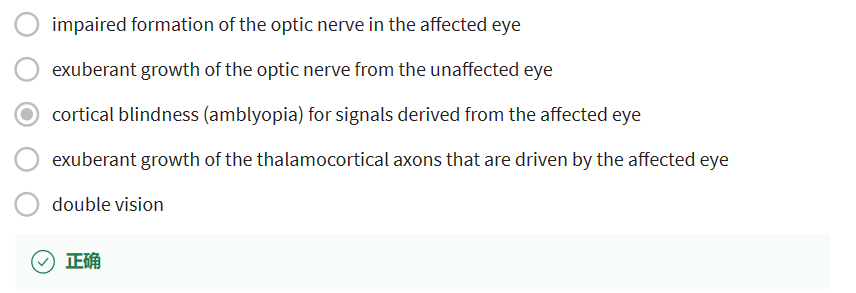 impaired formation of the optic nerve in the affected eye
exuberant growth of the optic nerve from the unaffected eye
cortical blindness (amblyopia) for signals derived from the affected eye
exuberant growth of the thalamocortical axons that are driven by the affected eye
double vision
正确